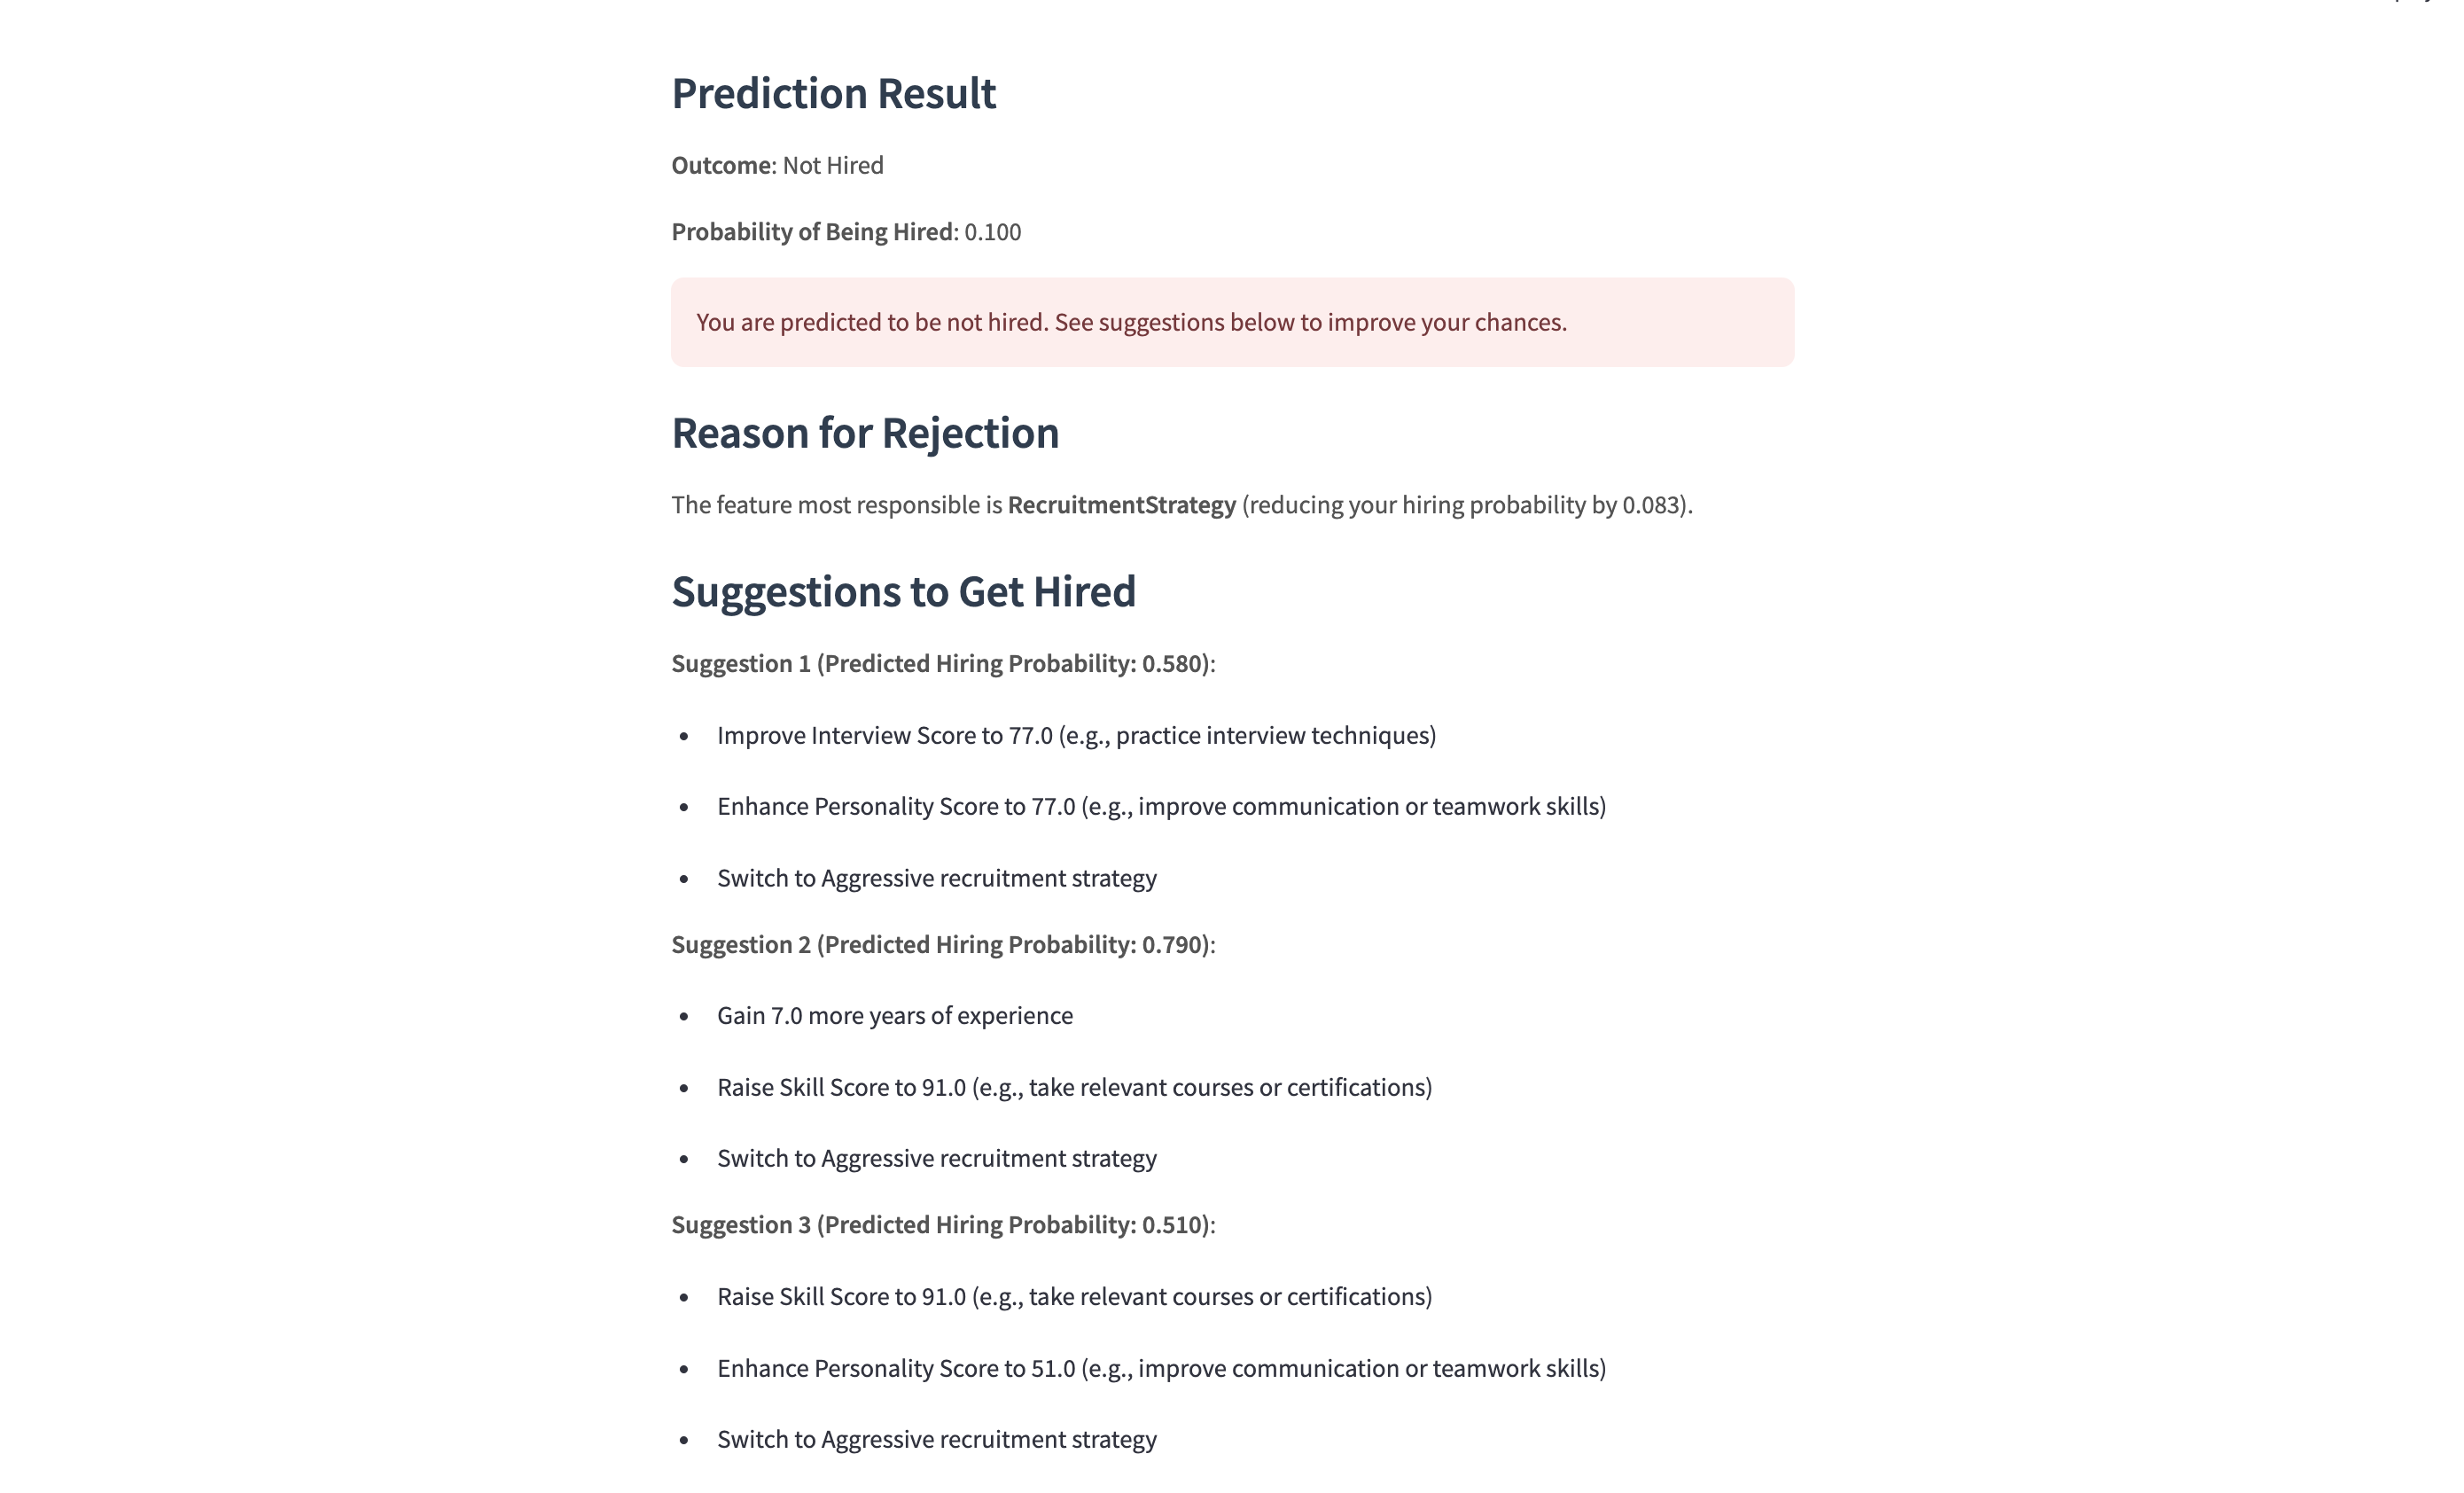 Prediction Result
Outcome: Not Hired
Probability of Being Hired: 0.100
You are predicted to be not hired. See suggestions below to improve your chances.
Reason for Rejection
The feature most responsible is RecruitmentStrategy (reducing your hiring probability by 0.083).
Suggestions to Get Hired
Suggestion 1 (Predicted Hiring Probability: 0.580):
• Improve Interview Score to 77.0 (e.g., practice interview techniques)
• Enhance Personality Score to 77.0 (e.g., improve communication or teamwork skills)
• Switch to Aggressive recruitment strategy
Suggestion 2 (Predicted Hiring Probability: 0.790):
• Gain 7.0 more years of experience
• Raise Skill Score to 91.0 (e.g., take relevant courses or certifications)
• Switch to Aggressive recruitment strategy
Suggestion 3 (Predicted Hiring Probability: 0.510):
• Raise Skill Score to 91.0 (e.g., take relevant courses or certifications)
• Enhance Personality Score to 51.0 (e.g., improve communication or teamwork skills)
• Switch to Aggressive recruitment strategy